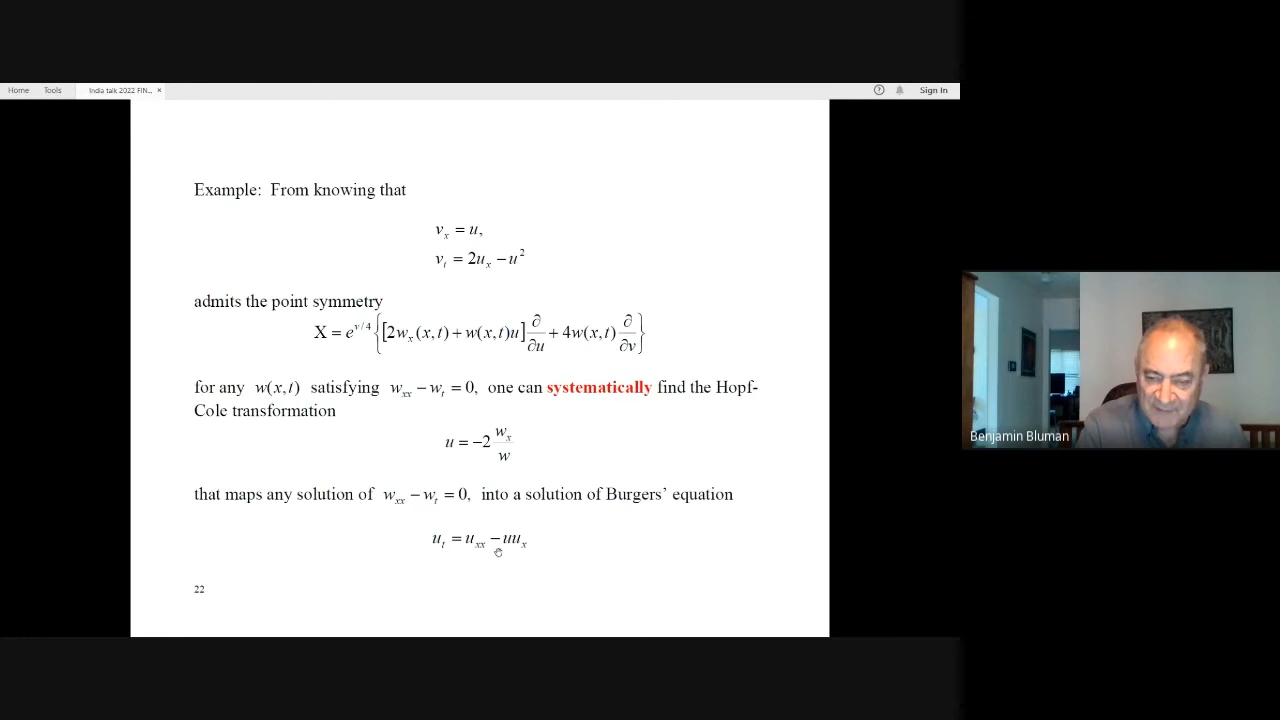 Home Tools India talk 2022 FIN... × Sign In
Example: From knowing that
v_x = u,
v_t = 2u_x − u^2
admits the point symmetry
X = e^{v/4} { [2w_x(x,t) + w(x,t)u] ∂/∂u + 4w(x,t) ∂/∂v }
for any w(x,t) satisfying w_xx − w_t = 0, one can systematically find the Hopf-
Cole transformation
u = −2 w_x/w
that maps any solution of w_xx − w_t = 0, into a solution of Burgers’ equation
u_t = u_xx − uu_x
22
Benjamin Bluman